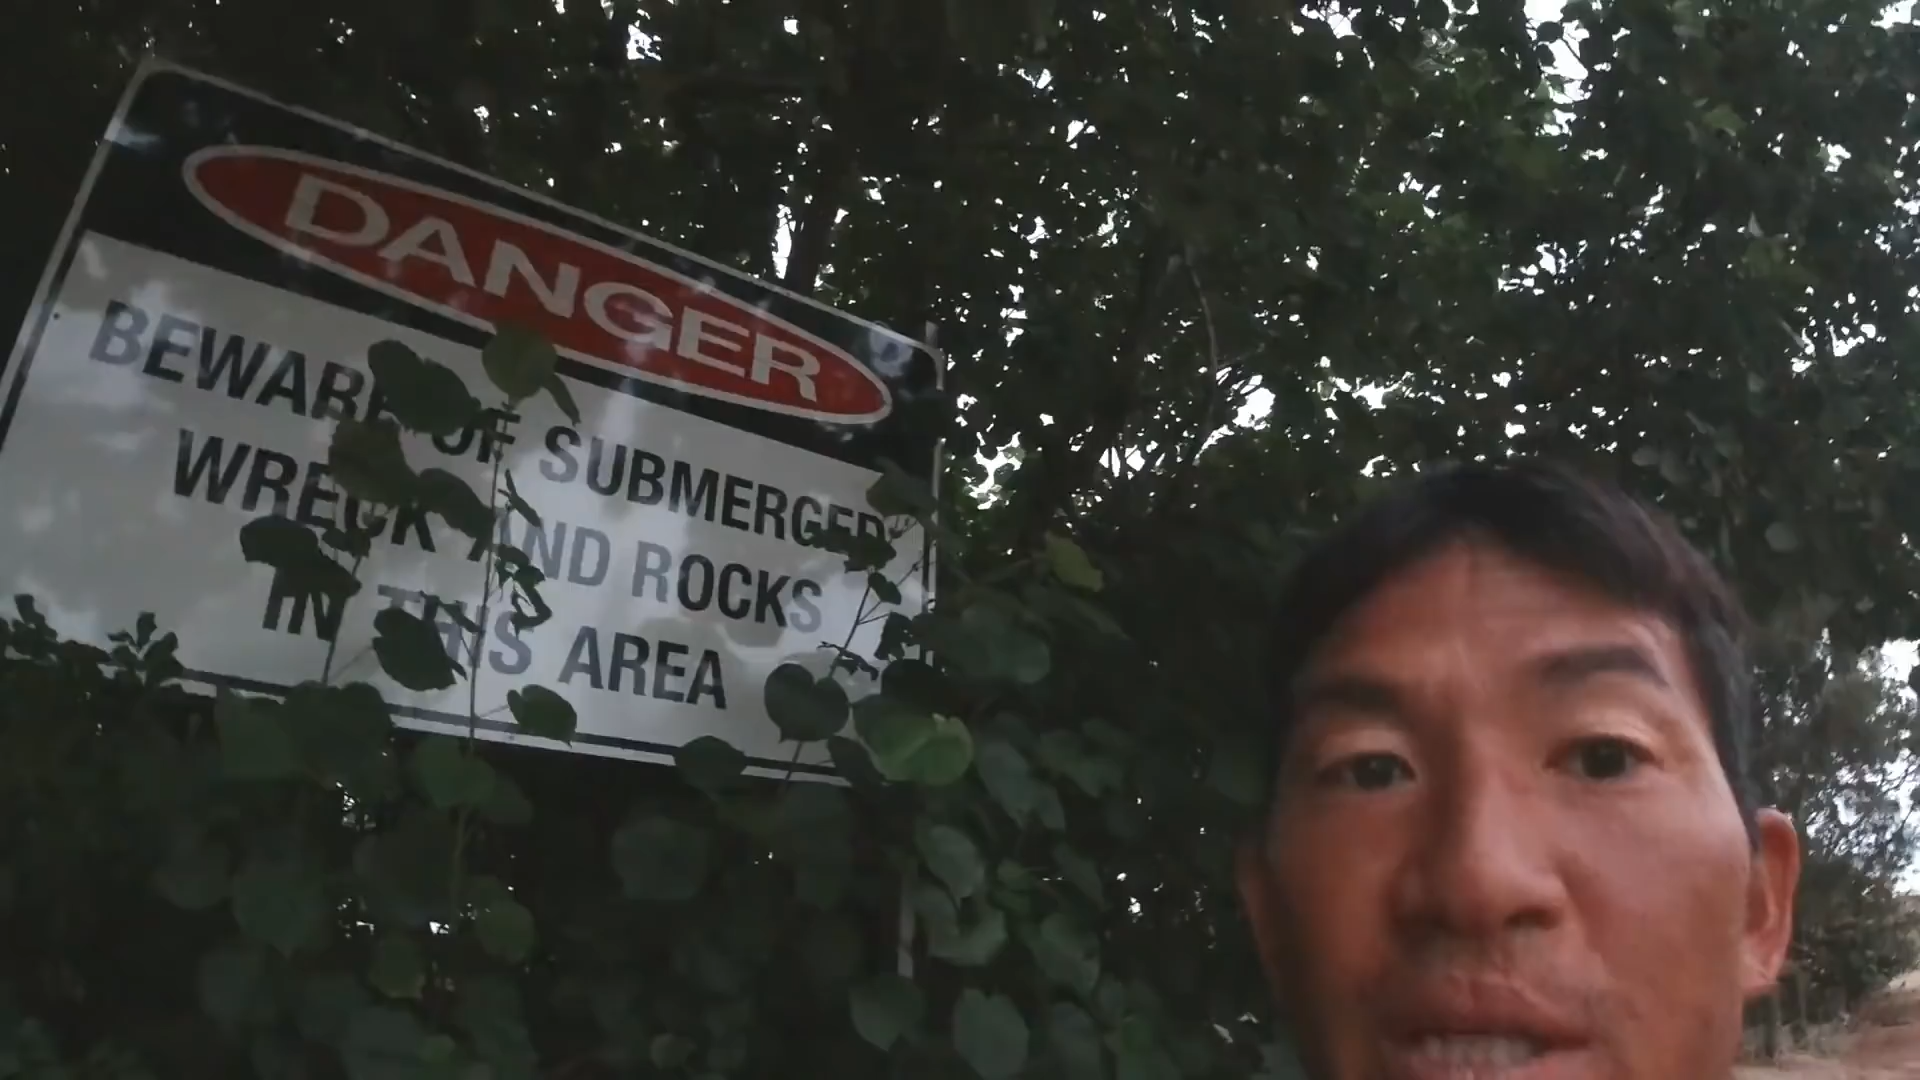 DANGER
BEWARE OF SUBMERGED
WRECK AND ROCKS
IN THIS AREA